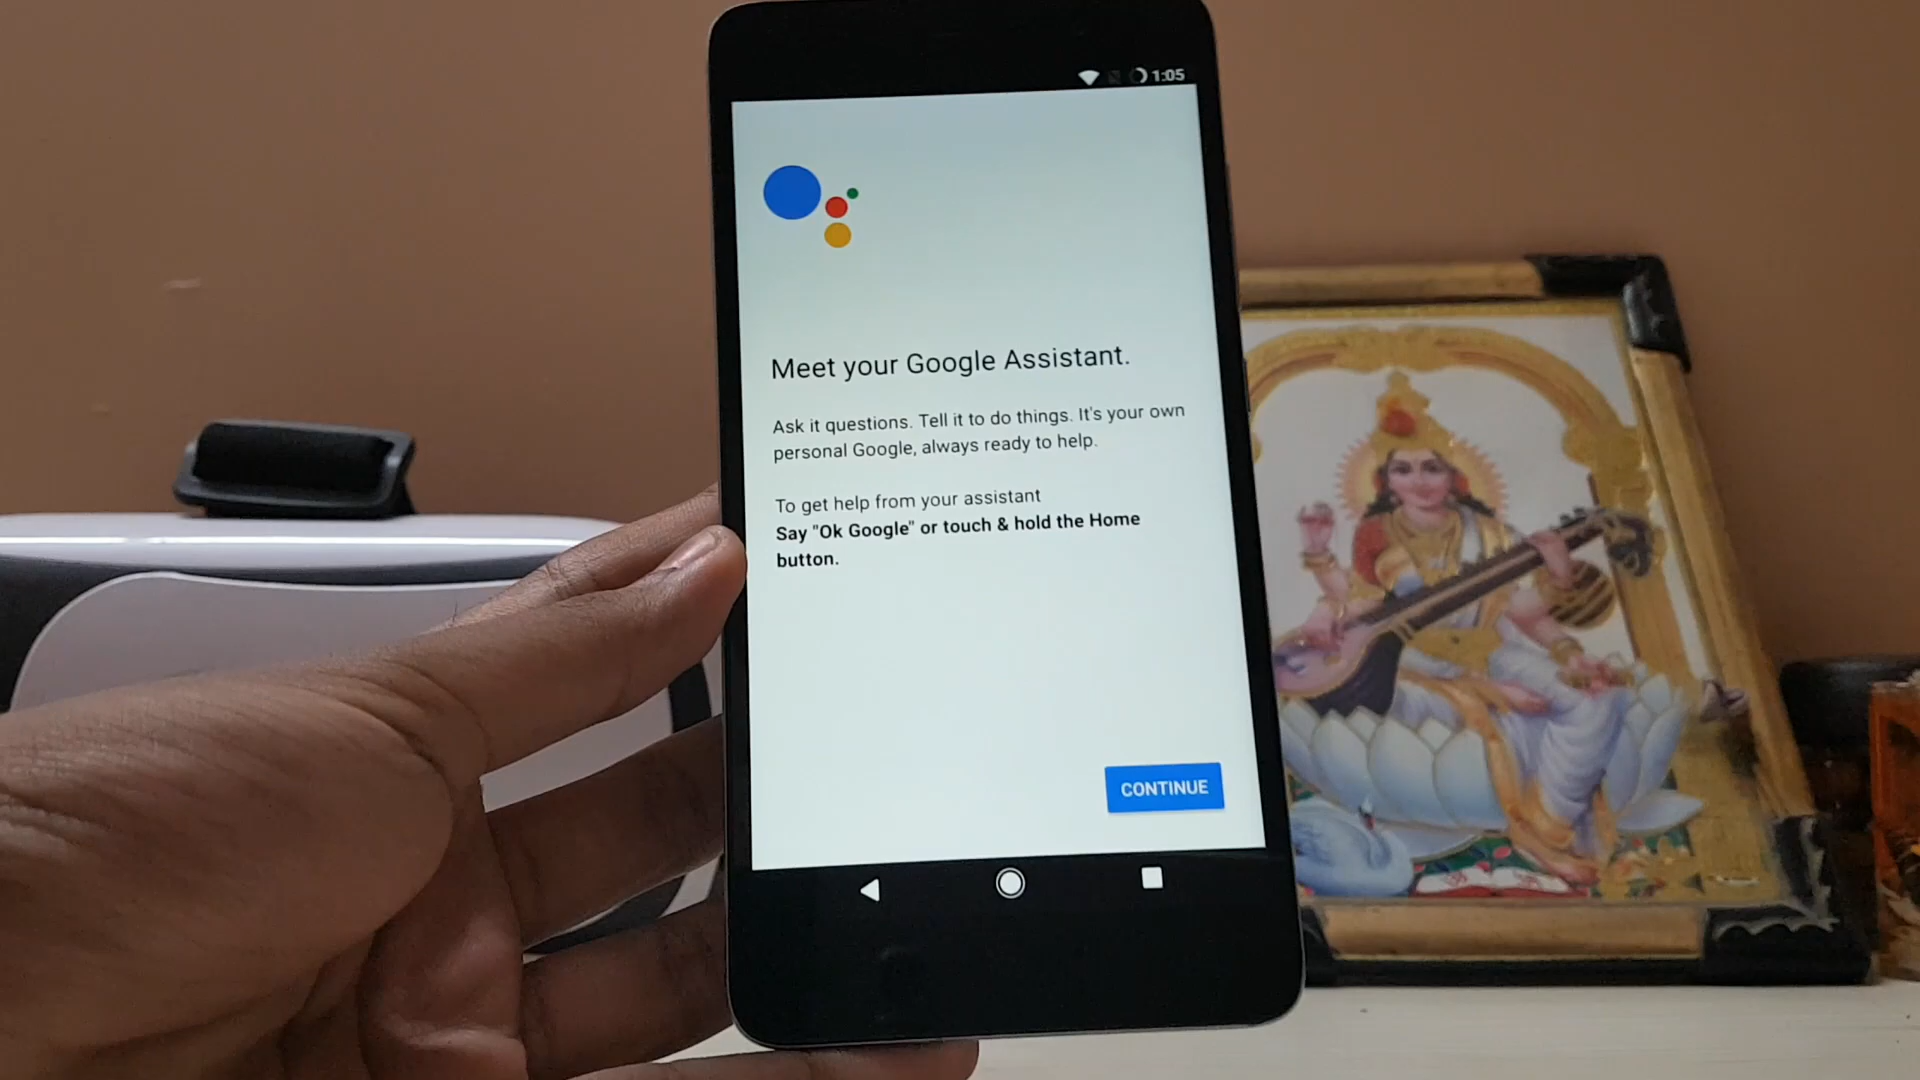 1:05
Meet your Google Assistant.
Ask it questions. Tell it to do things. It's your own
personal Google, always ready to help.
To get help from your assistant
Say "Ok Google" or touch & hold the Home
button.
CONTINUE